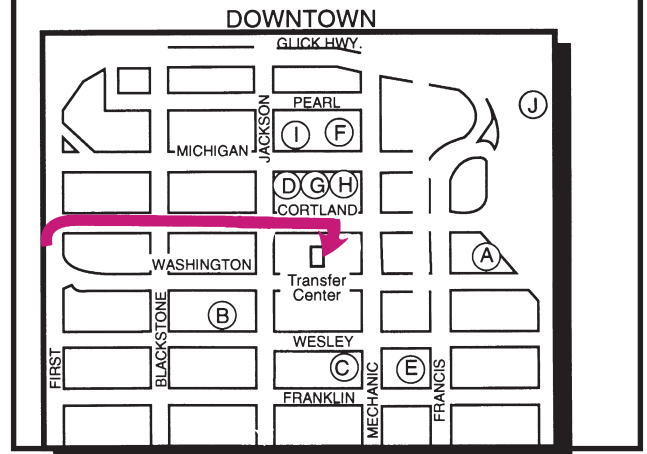 DOWNTOWN
GLICK HWY.
PEARL
JACKSON
I F
MICHIGAN
J
D G H
CORTLAND
A
WASHINGTON
Transfer
Center
B
BLACKSTONE
WESLEY
FIRST
C
E
FRANKLIN
MECHANIC
FRANCIS